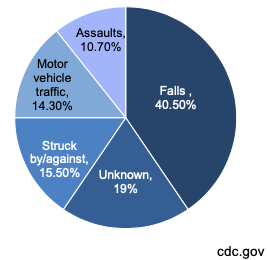 Assaults,
10.70%
Falls ,
40.50%
Motor
vehicle
traffic,
14.30%
Struck
by/against,
15.50%
Unknown,
19%
cdc.gov